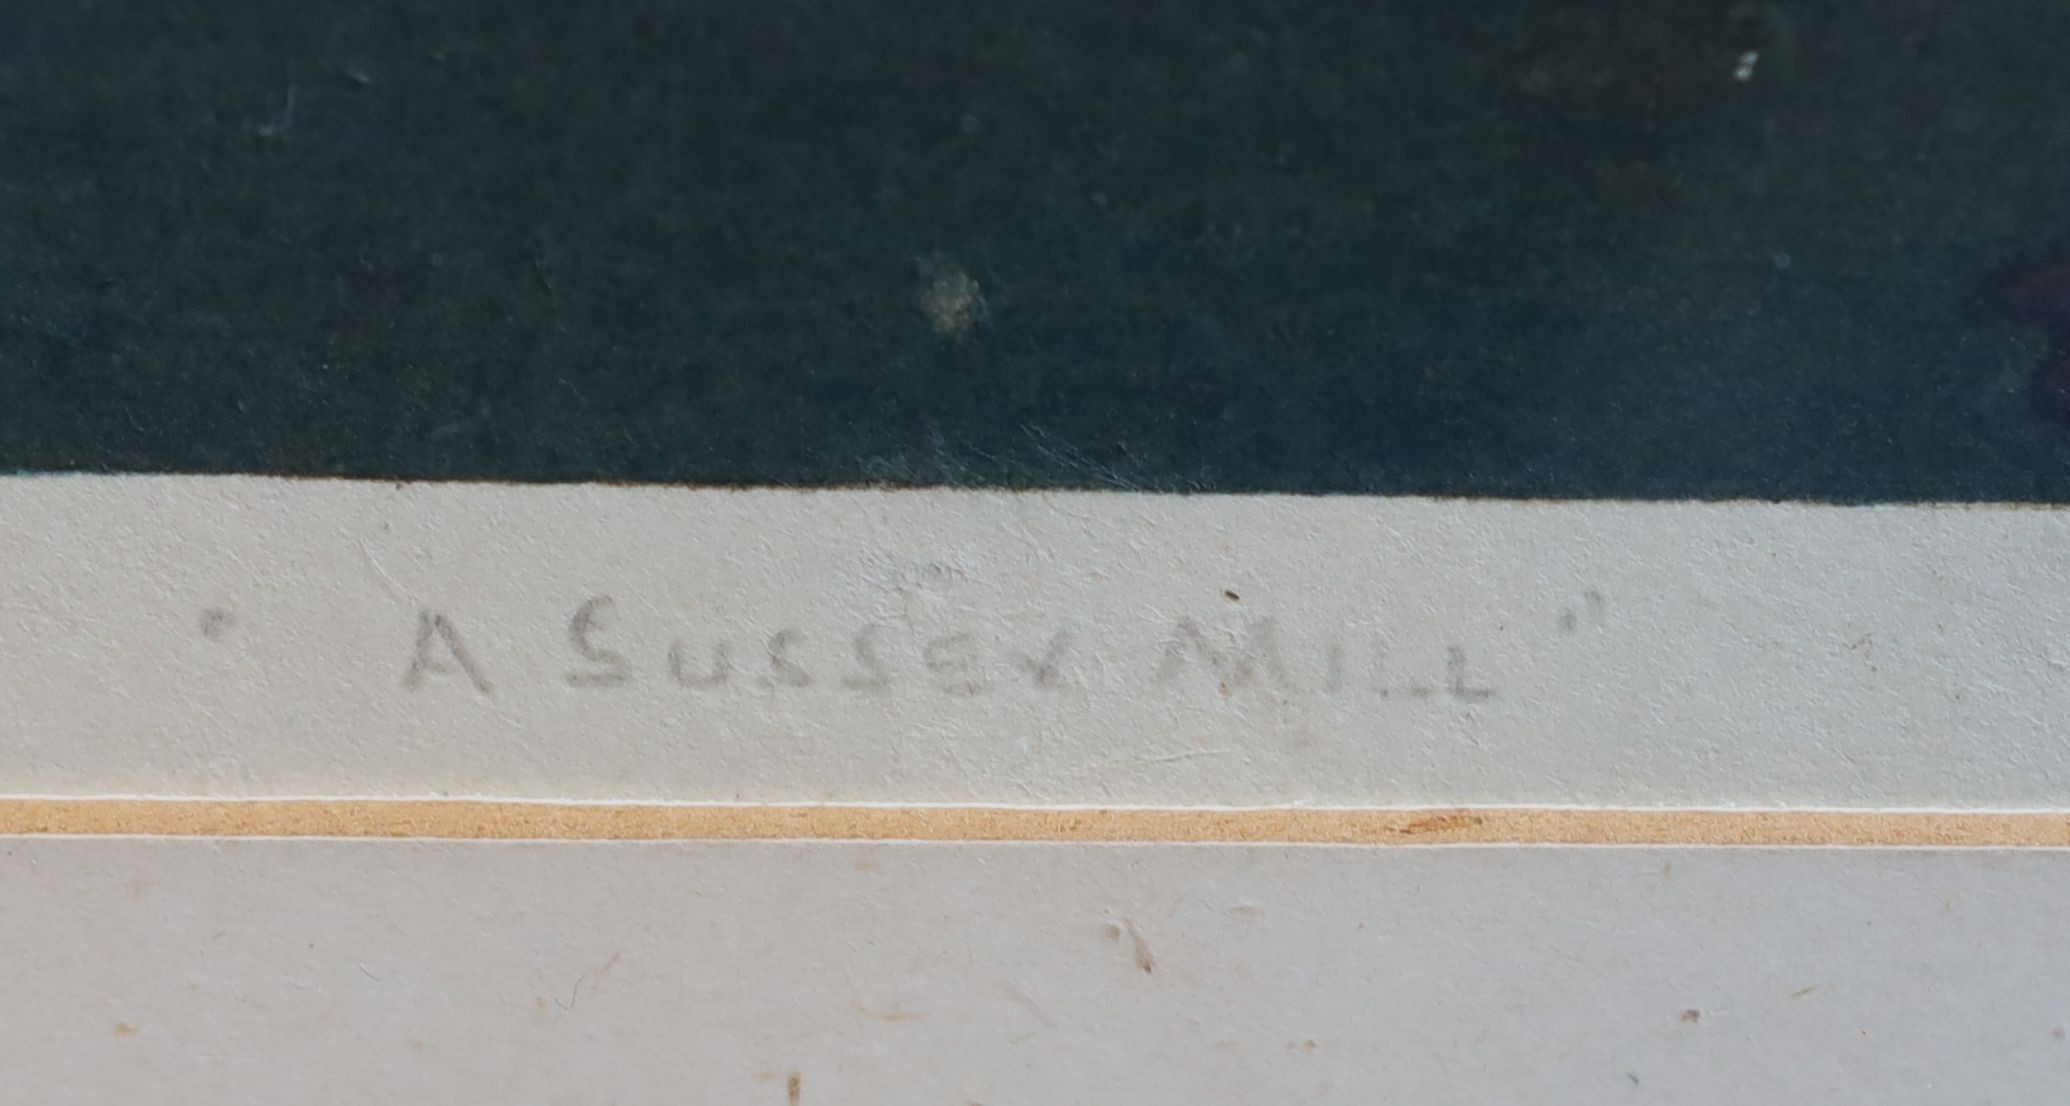 " A SUSSEX MILL "